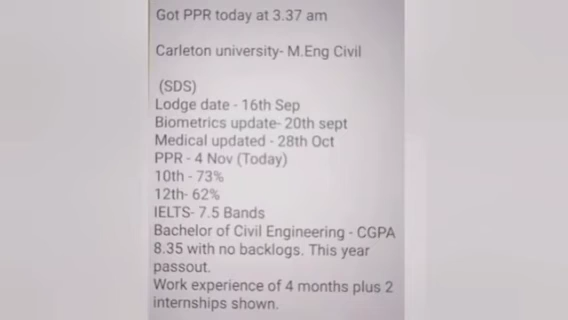 Got PPR today at 3.37 am
Carleton university- M.Eng Civil
(SDS)
Lodge date - 16th Sep
Biometrics update- 20th sept
Medical updated - 28th Oct
PPR - 4 Nov (Today)
10th - 73%
12th- 62%
IELTS- 7.5 Bands
Bachelor of Civil Engineering - CGPA
8.35 with no backlogs. This year
passout.
Work experience of 4 months plus 2
internships shown.